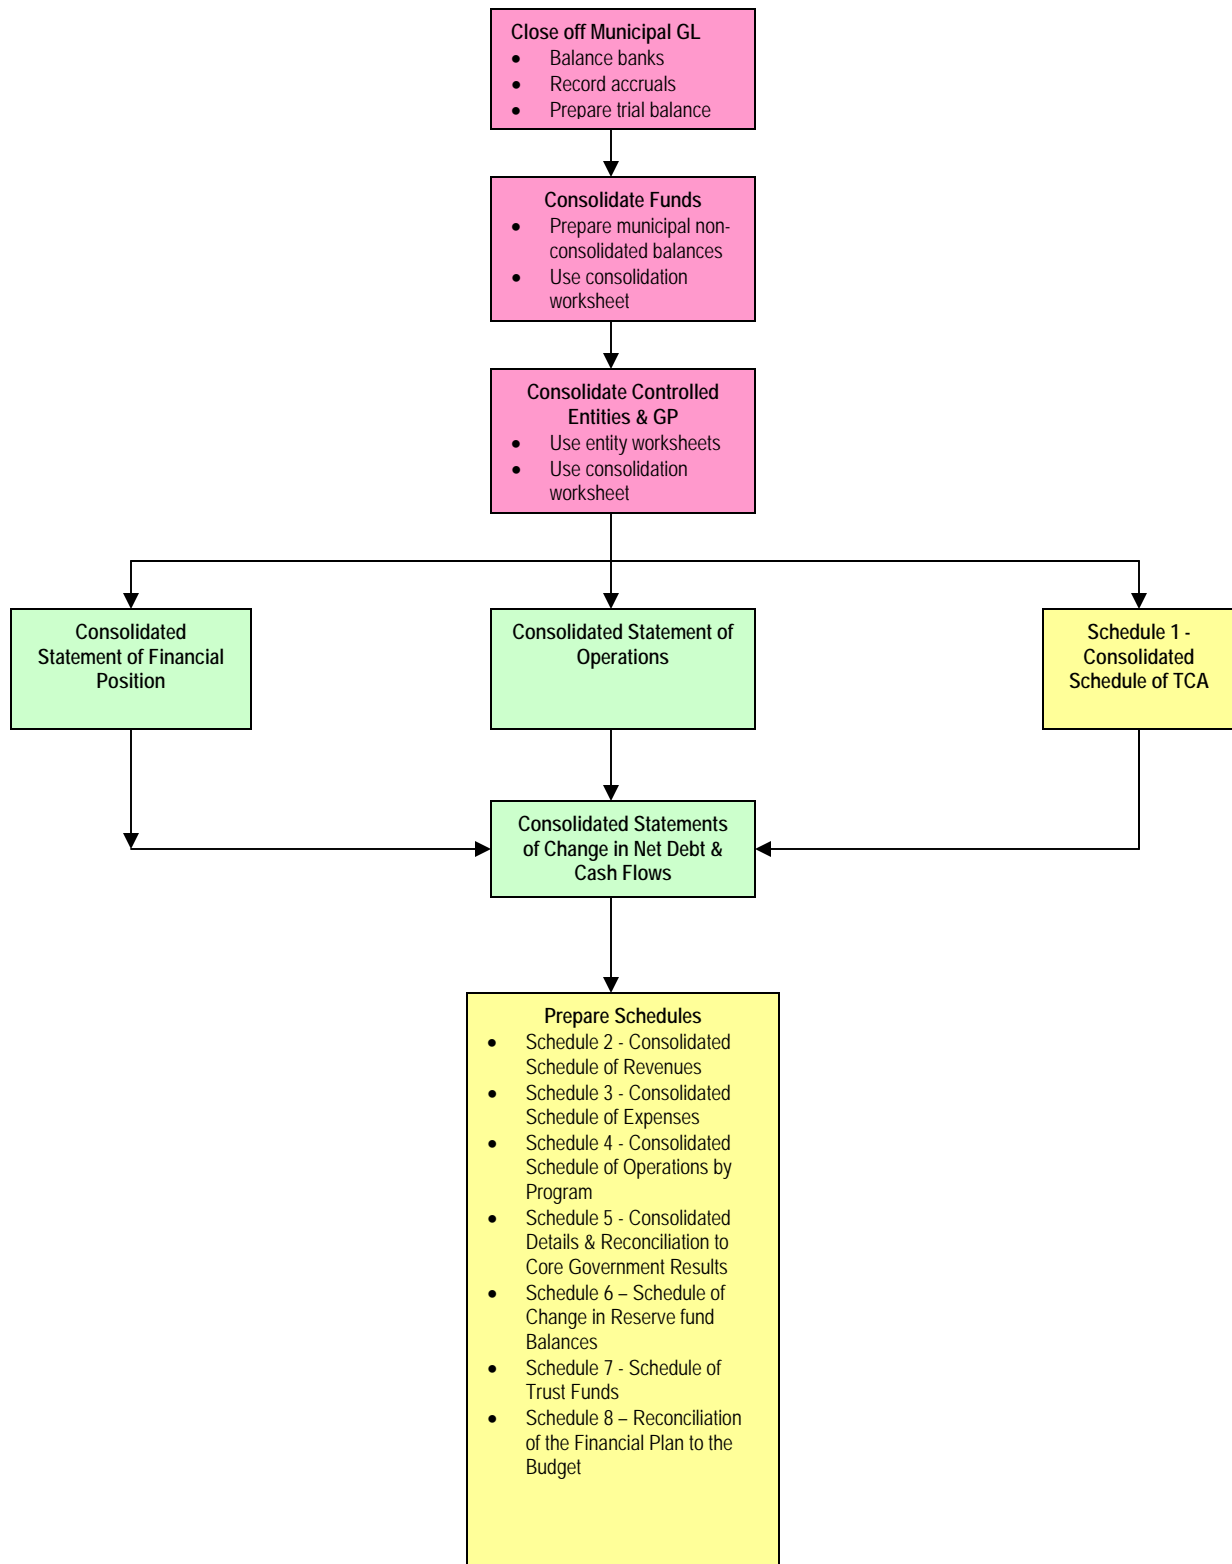 Close off Municipal GL
• Balance banks
• Record accruals
• Prepare trial balance
Consolidate Funds
• Prepare municipal non-
consolidated balances
• Use consolidation
worksheet
Consolidate Controlled
Entities & GP
• Use entity worksheets
• Use consolidation
worksheet
Consolidated
Statement of Financial
Position
Consolidated Statement of
Operations
Schedule 1 -
Consolidated
Schedule of TCA
Consolidated Statements
of Change in Net Debt &
Cash Flows
Prepare Schedules
• Schedule 2 - Consolidated
Schedule of Revenues
• Schedule 3 - Consolidated
Schedule of Expenses
• Schedule 4 - Consolidated
Schedule of Operations by
Program
• Schedule 5 - Consolidated
Details & Reconciliation to
Core Government Results
• Schedule 6 – Schedule of
Change in Reserve fund
Balances
• Schedule 7 - Schedule of
Trust Funds
• Schedule 8 – Reconciliation
of the Financial Plan to the
Budget